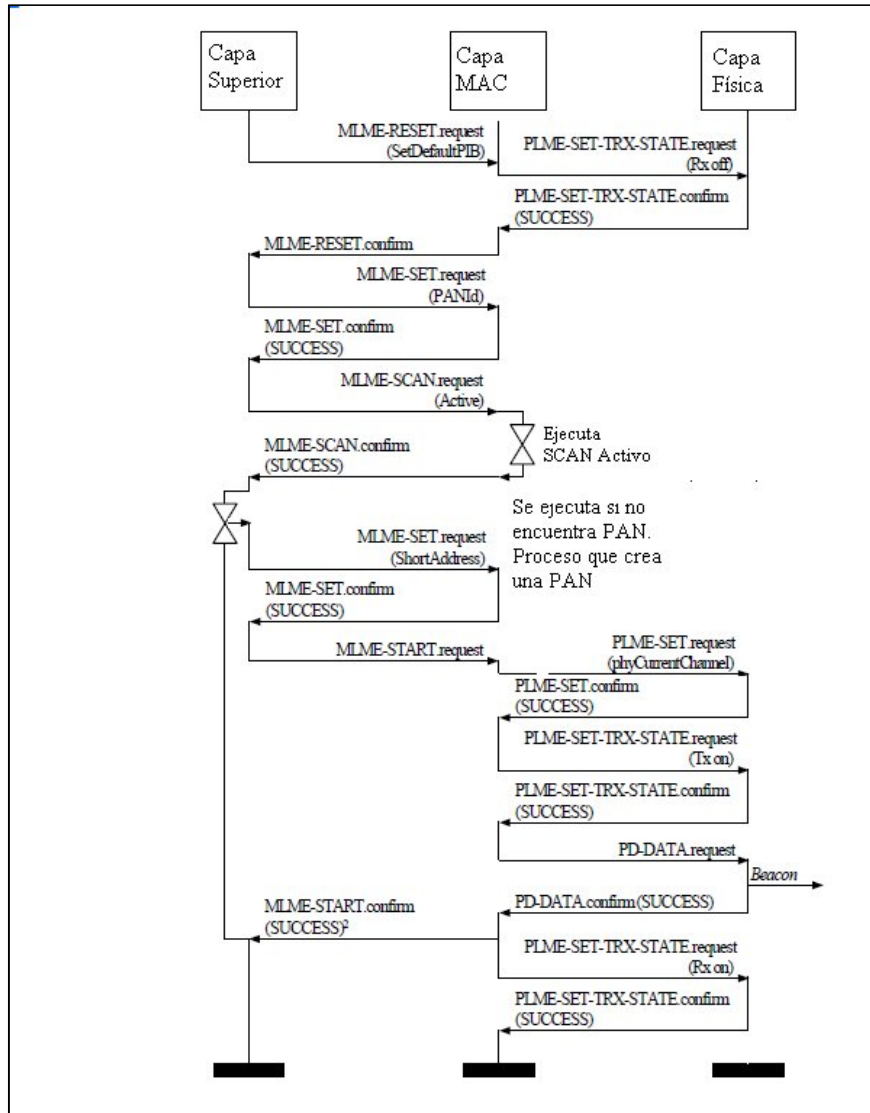 Capa
Superior
Capa
MAC
Capa
Física
MLME-RESET.request
(SetDefaultPIB)
PLME-SET-TRX-STATE.request
(Rx off)
PLME-SET-TRX-STATE.confirm
(SUCCESS)
MLME-RESET.confirm
MLME-SET.request
(PANId)
MLME-SET.confirm
(SUCCESS)
MLME-SCAN.request
(Active)
Ejecuta
SCAN Activo
MLME-SCAN.confirm
(SUCCESS)
Se ejecuta si no
encuentra PAN.
Proceso que crea
una PAN
MLME-SET.request
(ShortAddress)
MLME-SET.confirm
(SUCCESS)
MLME-START.request
PLME-SET.request
(phyCurrentChannel)
PLME-SET.confirm
(SUCCESS)
PLME-SET-TRX-STATE.request
(Tx on)
PLME-SET-TRX-STATE.confirm
(SUCCESS)
PD-DATA.request
Beacon
PD-DATA.confirm (SUCCESS)
MLME-START.confirm
(SUCCESS)²
PLME-SET-TRX-STATE.request
(Rx on)
PLME-SET-TRX-STATE.confirm
(SUCCESS)